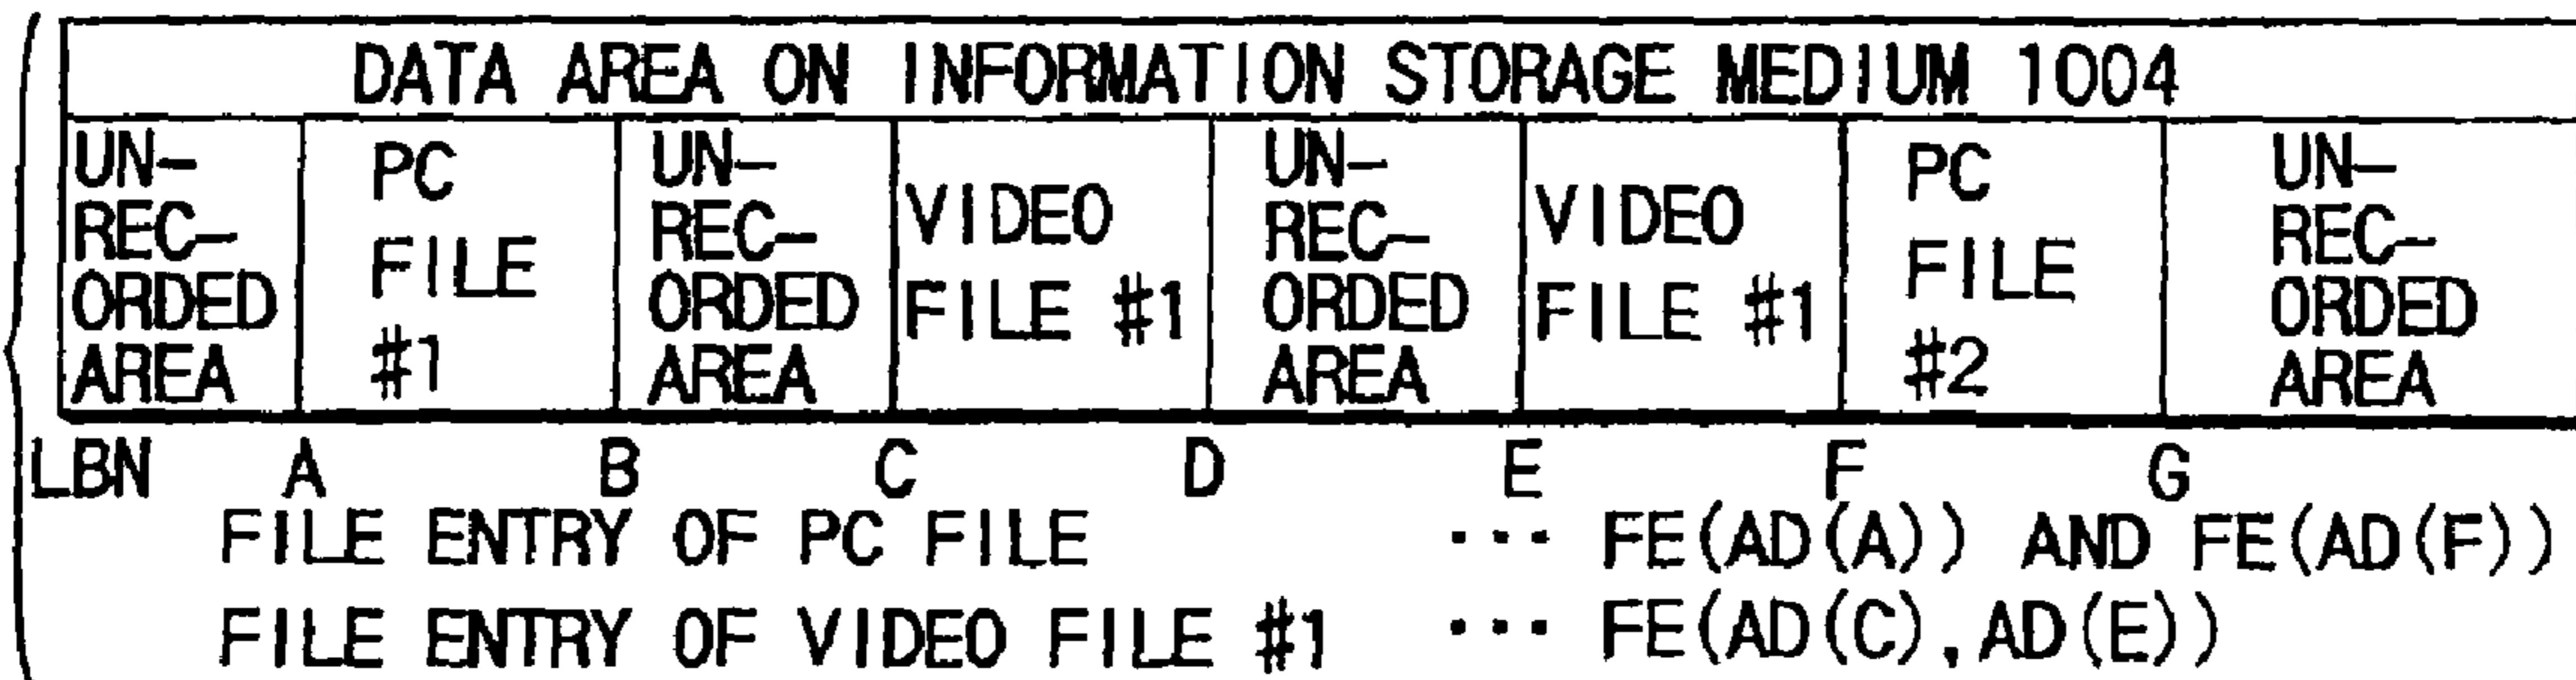 DATA AREA ON INFORMATION STORAGE MEDIUM 1004
UN-
REC-
ORDED
AREA
PC
FILE
#1
UN-
REC-
ORDED
AREA
VIDEO
FILE #1
UN-
REC-
ORDED
AREA
VIDEO
FILE #1
PC
FILE
#2
UN-
REC-
ORDED
AREA
LBN A B C D E F G
FILE ENTRY OF PC FILE ··· FE(AD(A)) AND FE(AD(F))
FILE ENTRY OF VIDEO FILE #1 ··· FE(AD(C),AD(E))